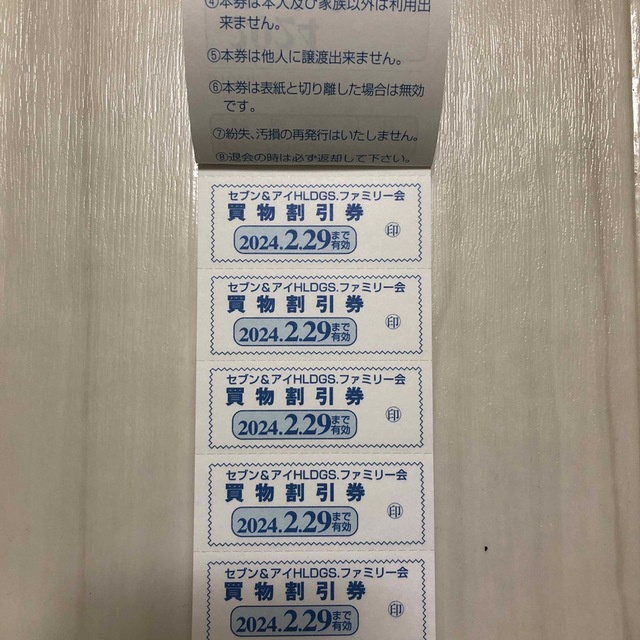 ④本券は本人及び家族以外は利用出
来ません。
⑤本券は他人に譲渡出来ません。
⑥本券は表紙と切り離した場合は無効
です。
⑦紛失、汚損の再発行はいたしません。
⑧退会の時は必ず返却して下さい。
セブン&アイHLDGS.ファミリー会
買物割引券
2024.2.29まで有効
㊞
セブン&アイHLDGS.ファミリー会
買物割引券
2024.2.29まで有効
㊞
セブン&アイHLDGS.ファミリー会
買物割引券
2024.2.29まで有効
㊞
セブン&アイHLDGS.ファミリー会
買物割引券
2024.2.29まで有効
㊞
セブン&アイHLDGS.ファミリー会
買物割引券
2024.2.29まで有効
㊞